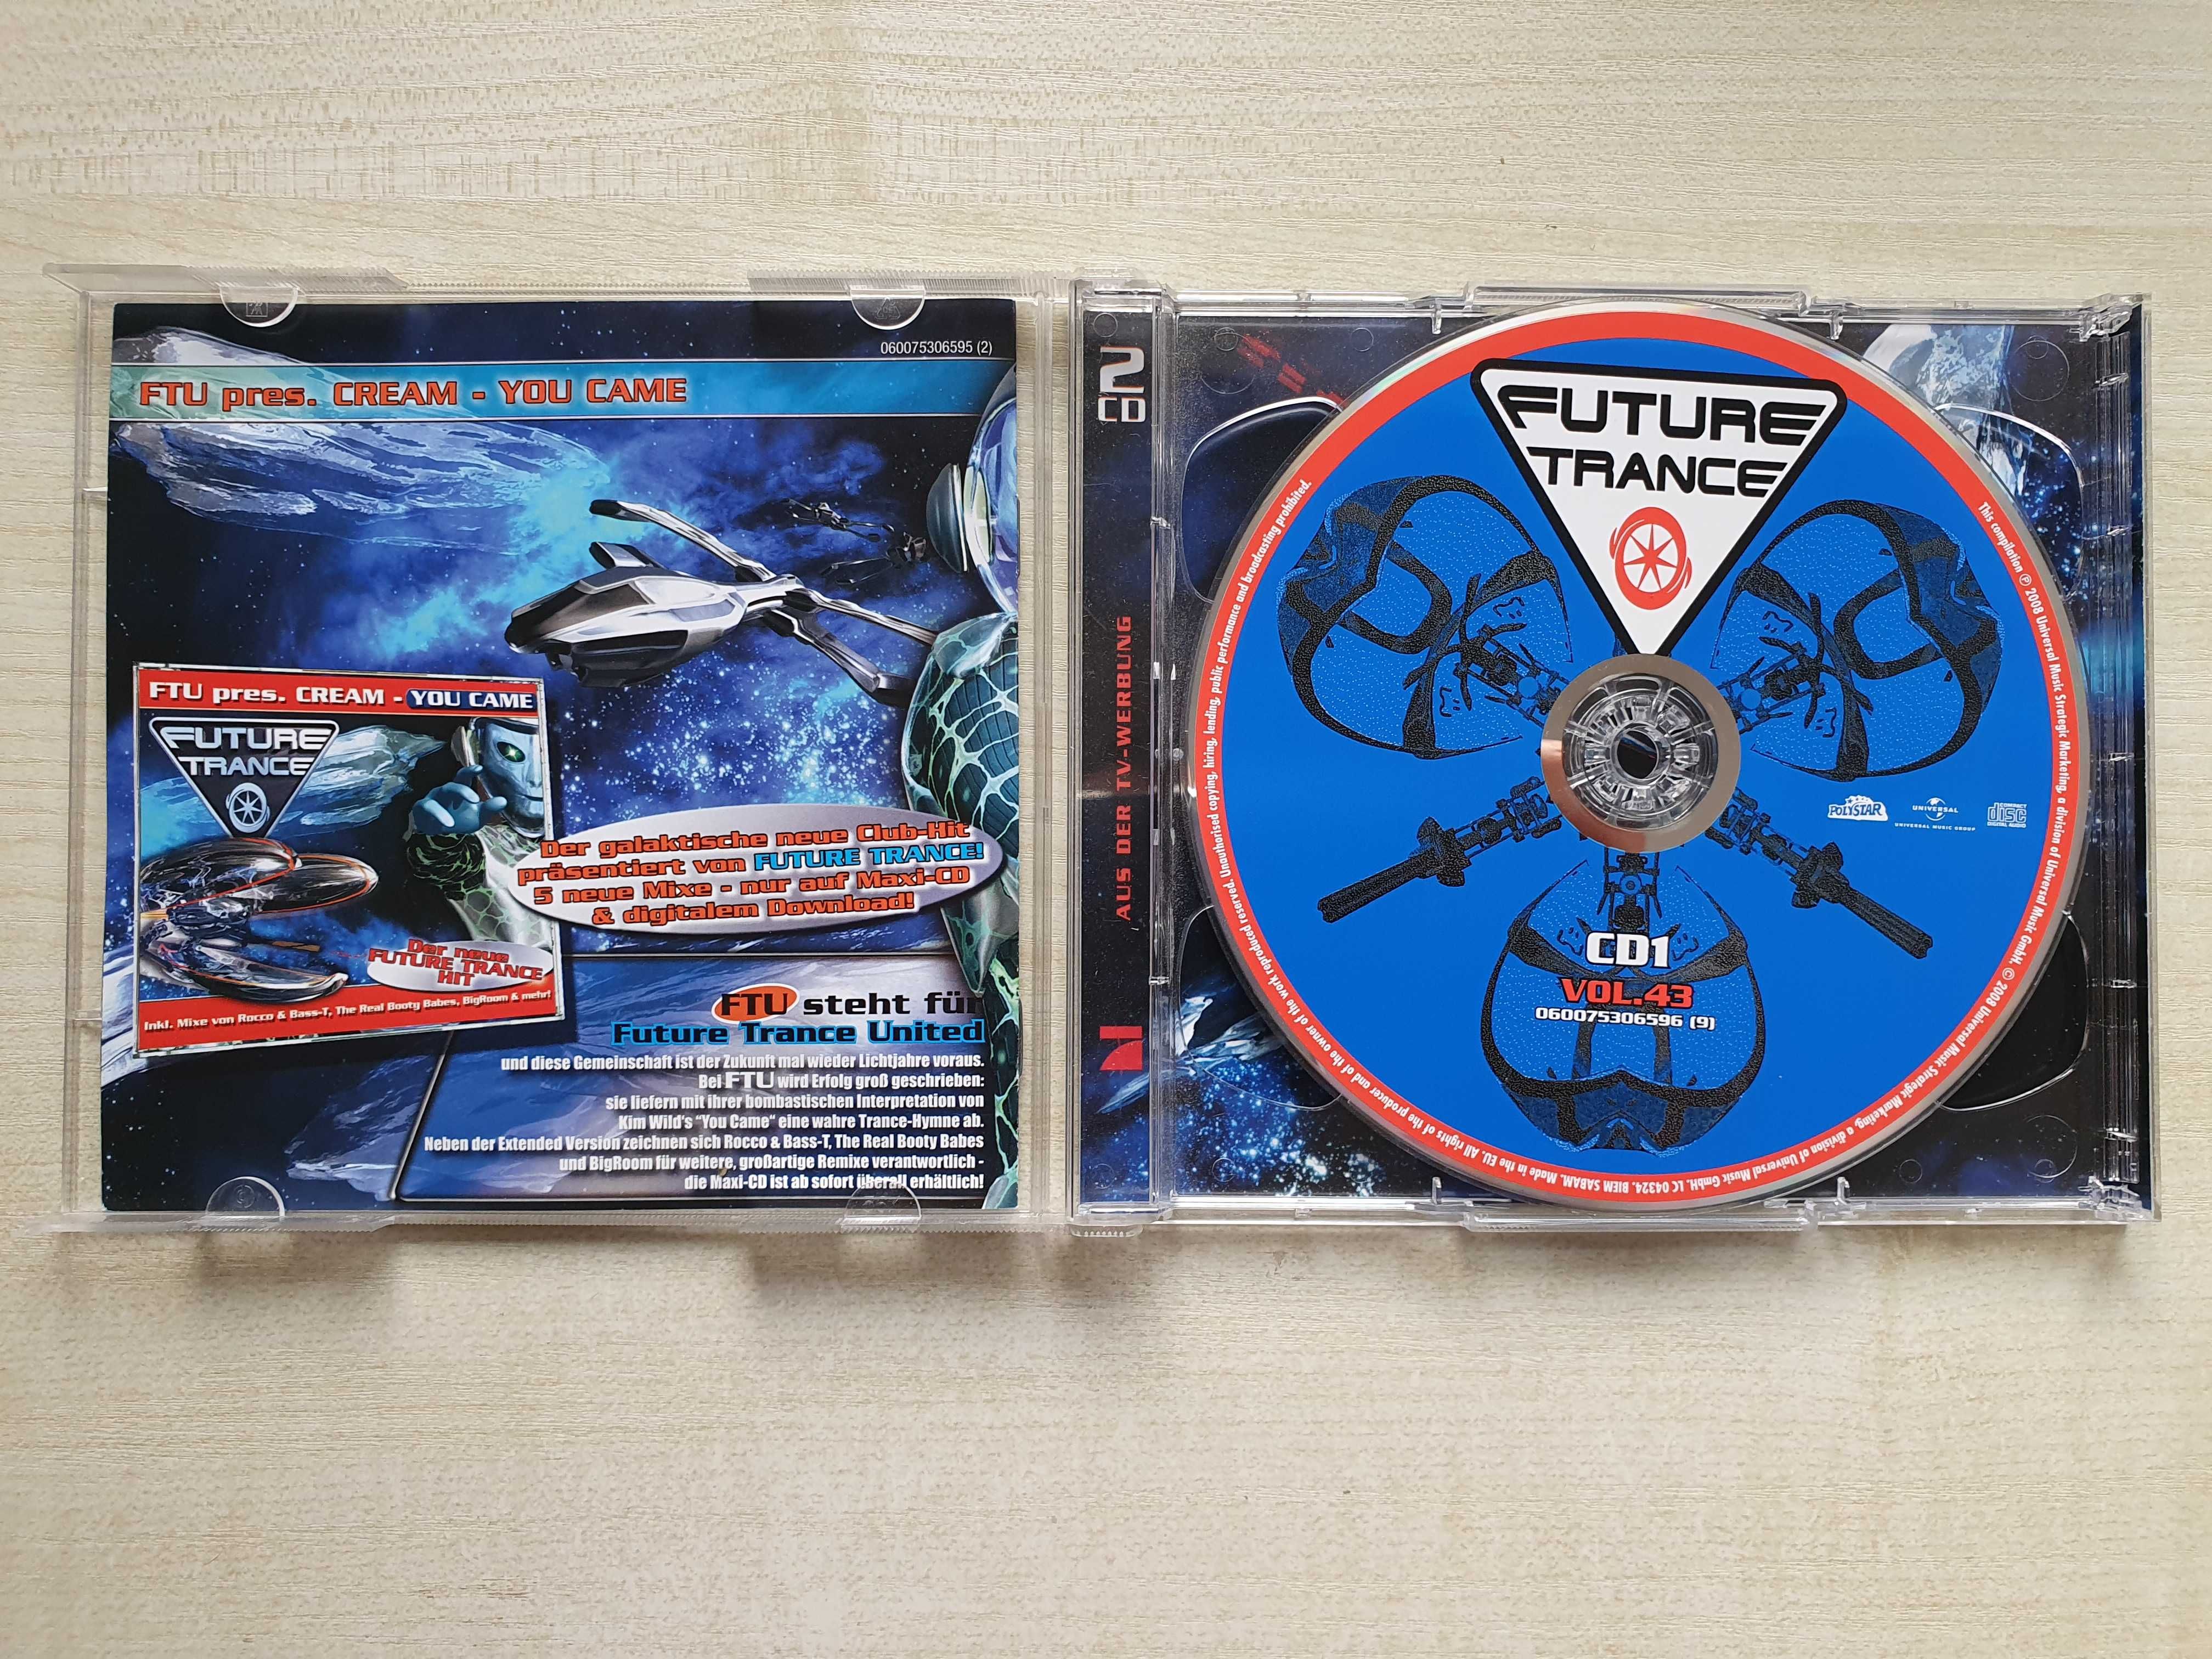 060075306595 (2)
FTU pres. CREAM - YOU CAME
FTU pres. CREAM - YOU CAME
FUTURE
TRANCE
Der neue
FUTURE TRANCE
HIT
Inkl. Mixe von Rocco & Bass-T, The Real Booty Babes, BigRoom & mehr!
Der galaktische neue Club-Hit
präsentiert von FUTURE TRANCE!
5 neue Mixe - nur auf Maxi-CD
& digitalem Download!
FTU steht für
Future Trance United
und diese Gemeinschaft ist der Zukunft mal wieder Lichtjahre voraus.
Bei FTU wird Erfolg groß geschrieben:
sie liefern mit ihrer bombastischen Interpretation von
Kim Wild's "You Came" eine wahre Trance-Hymne ab.
Neben der Extended Version zeichnen sich Rocco & Bass-T, The Real Booty Babes
und BigRoom für weitere, großartige Remixe verantwortlich -
die Maxi-CD ist ab sofort überall erhältlich!
2
CD
AUS DER TV-WERBUNG
FUTURE
TRANCE
POLYSTAR
UNIVERSAL
UNIVERSAL MUSIC GROUP
COMPACT
disc
DIGITAL AUDIO
CD1
VOL.43
060075306596 (9)
This compilation ℗ 2008 Universal Music Strategic Marketing, a division of Universal Music GmbH. © 2008 Universal Music Strategic Marketing, a division of Universal Music GmbH. LC 04324. BIEM SABAM. Made in the EU. All rights of the producer and of the owner of the work reproduced reserved. Unauthorised copying, hiring, lending, public performance and broadcasting prohibited.